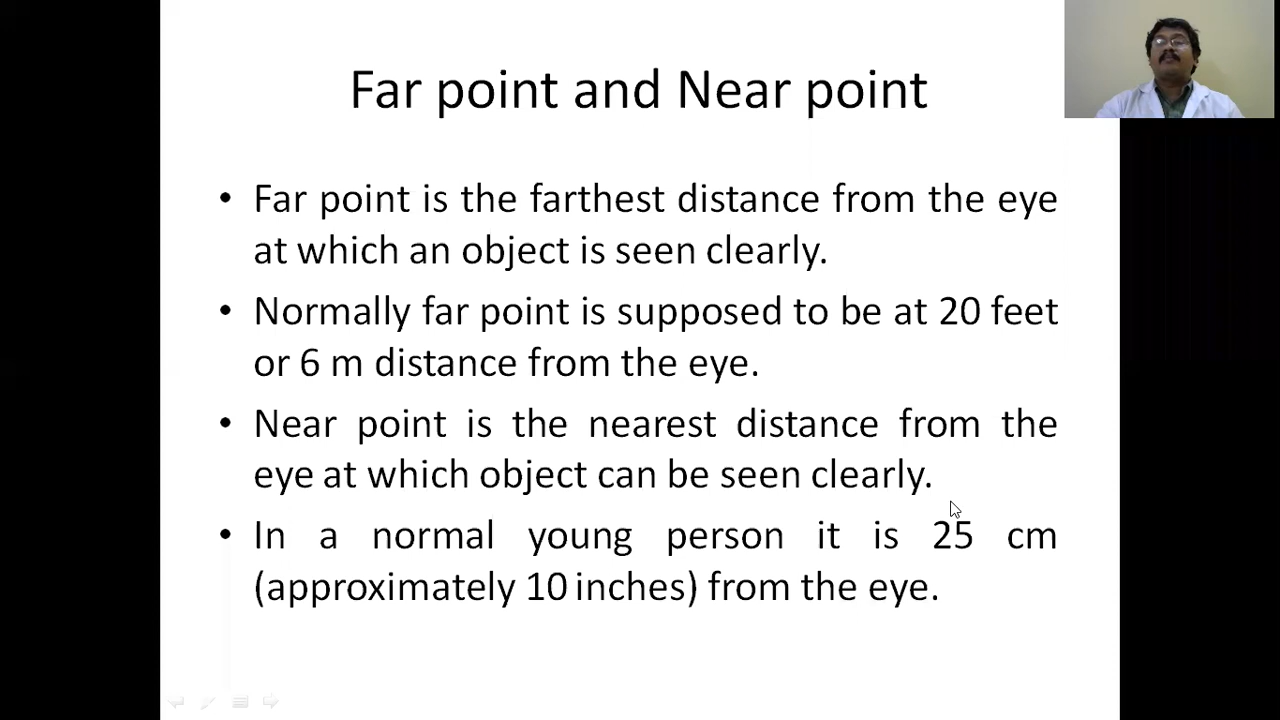 Far point and Near point
• Far point is the farthest distance from the eye
at which an object is seen clearly.
• Normally far point is supposed to be at 20 feet
or 6 m distance from the eye.
• Near point is the nearest distance from the
eye at which object can be seen clearly.
• In a normal young person it is 25 cm
(approximately 10 inches) from the eye.